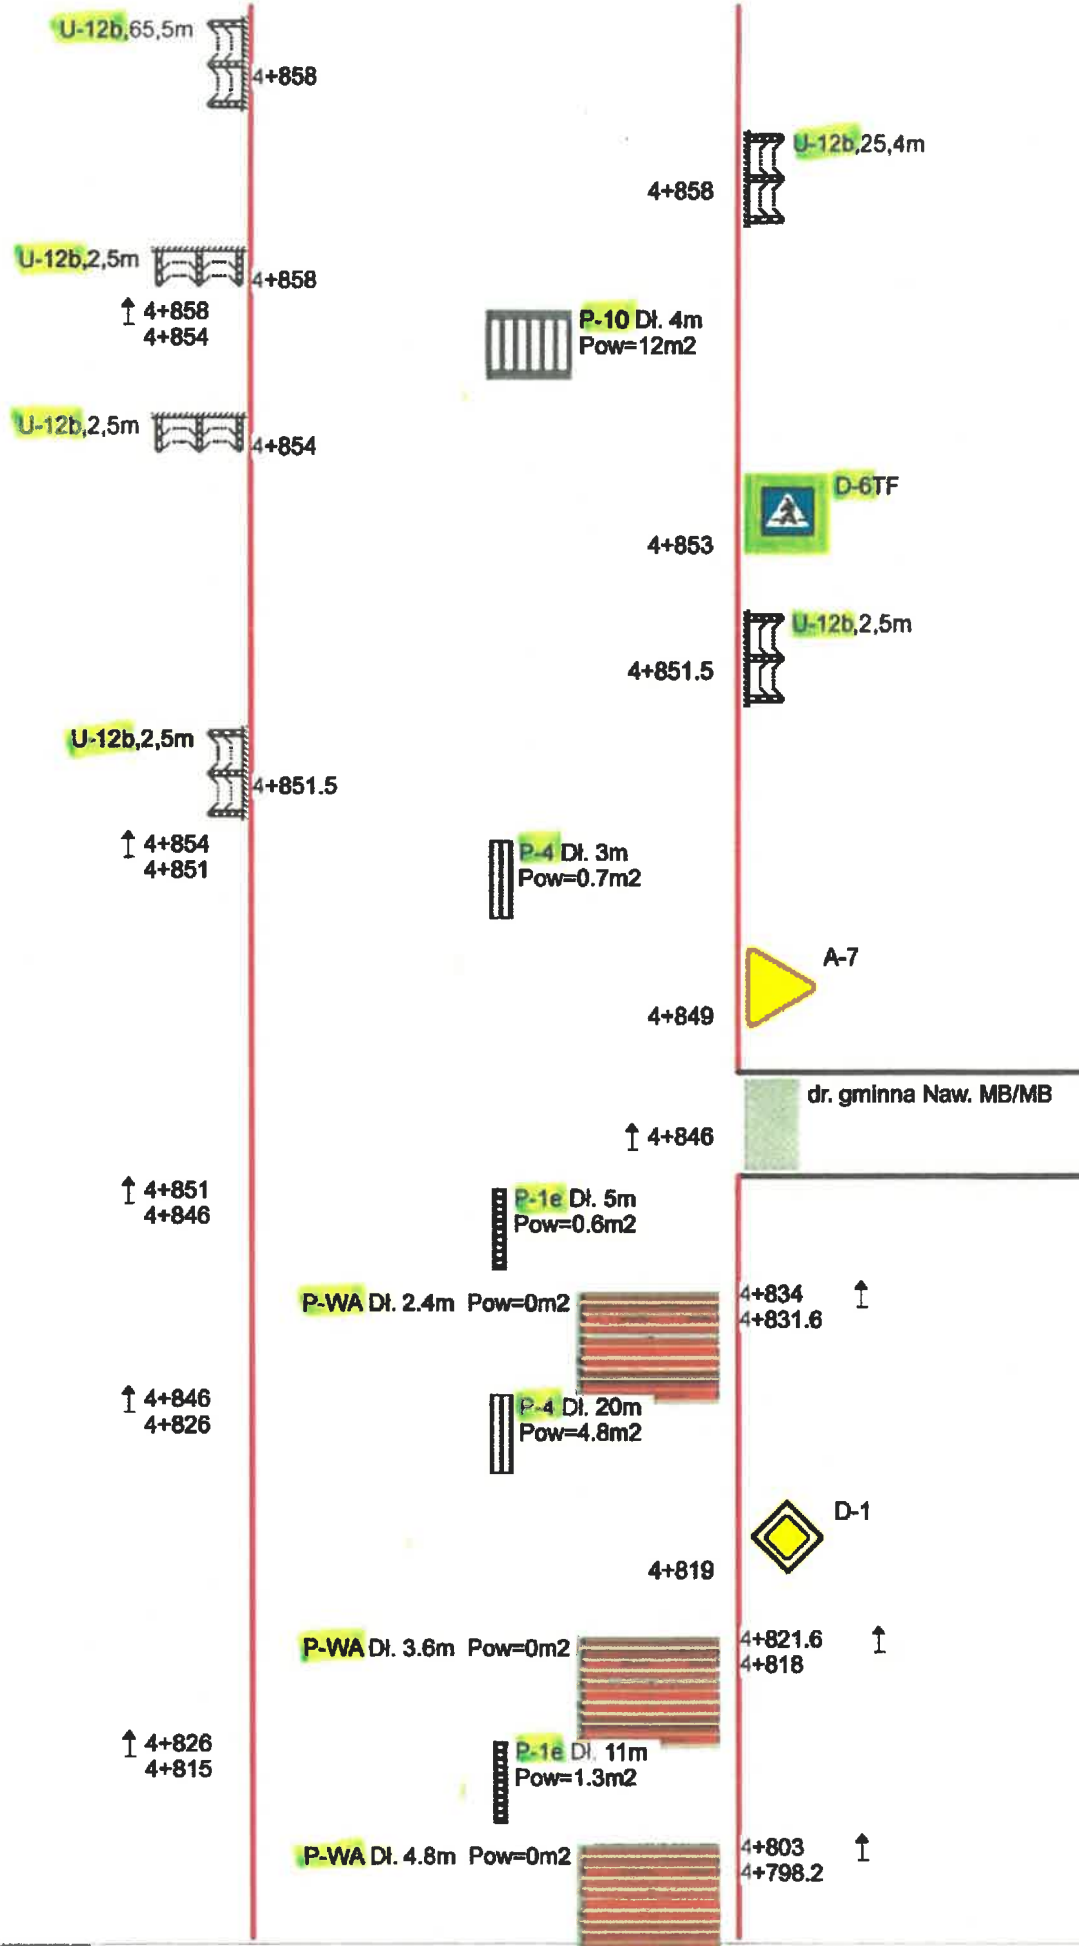 U-12b,65,5m
4+858
U-12b,25,4m
4+858
U-12b,2,5m
4+858
4+858
4+854
P-10 Dł. 4m
Pow=12m2
U-12b,2,5m
4+854
D-6TF
4+853
U-12b,2,5m
4+851.5
U-12b,2,5m
4+851.5
4+854
4+851
P-4 Dł. 3m
Pow=0.7m2
A-7
4+849
dr. gminna Naw. MB/MB
4+846
4+851
4+846
P-1e Dł. 5m
Pow=0.6m2
P-WA Dł. 2.4m Pow=0m2
4+834
4+831.6
4+846
4+826
P-4 Dł. 20m
Pow=4.8m2
D-1
4+819
P-WA Dł. 3.6m Pow=0m2
4+821.6
4+818
4+826
4+815
P-1e Dł. 11m
Pow=1.3m2
P-WA Dł. 4.8m Pow=0m2
4+803
4+798.2